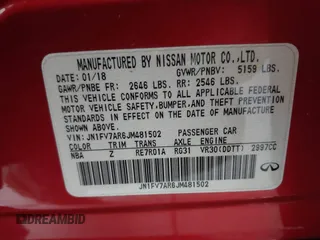 MANUFACTURED BY NISSAN MOTOR CO.,LTD.
DATE: 01/18 GVWR/PNBV: 5159 LBS.
GAWR/PNBE FR: 2646 LBS. RR: 2546 LBS.
THIS VEHICLE CONFORMS TO ALL APPLICABLE FEDERAL
MOTOR VEHICLE SAFETY,BUMPER,AND THEFT PREVENTION
STANDARDS IN EFFECT ON THE DATE OF MANUFACTURE
SHOWN ABOVE.
VIN:JN1FV7AR6JM481502 PASSENGER CAR
COLOR TRIM TRANS AXLE ENGINE
NBA Z RE7R01A RG31 VR30(DDTT) 2997CC
JN1FV7AR6JM481502
INFINITI
DREAMBID